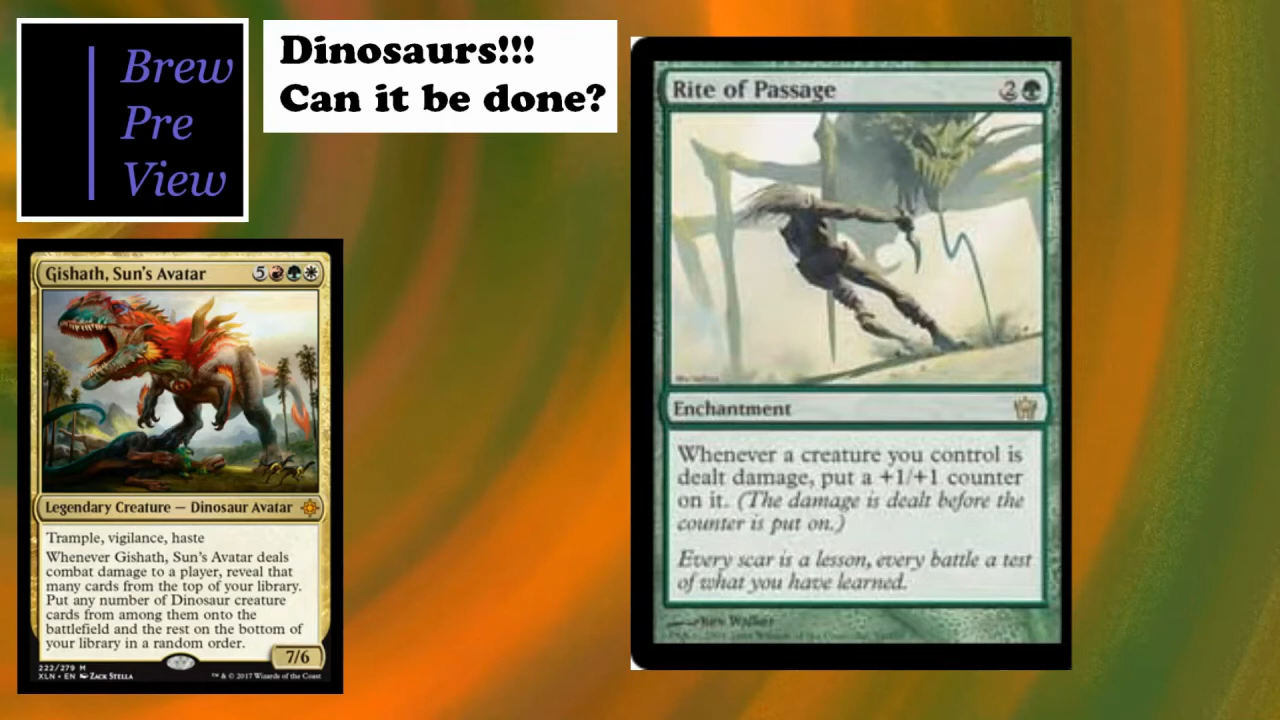 Brew
Pre
View
Dinosaurs!!!
Can it be done?
Gishath, Sun's Avatar 5
Legendary Creature — Dinosaur Avatar
Trample, vigilance, haste
Whenever Gishath, Sun's Avatar deals
combat damage to a player, reveal that
many cards from the top of your library.
Put any number of Dinosaur creature
cards from among them onto the
battlefield and the rest on the bottom of
your library in a random order.
7/6
222/279 M
XLN • EN Zack Stella
™ & © 2017 Wizards of the Coast
Rite of Passage 2
Enchantment
Whenever a creature you control is
dealt damage, put a +1/+1 counter
on it. (The damage is dealt before the
counter is put on.)
Every scar is a lesson, every battle a test
of what you have learned.
Walker